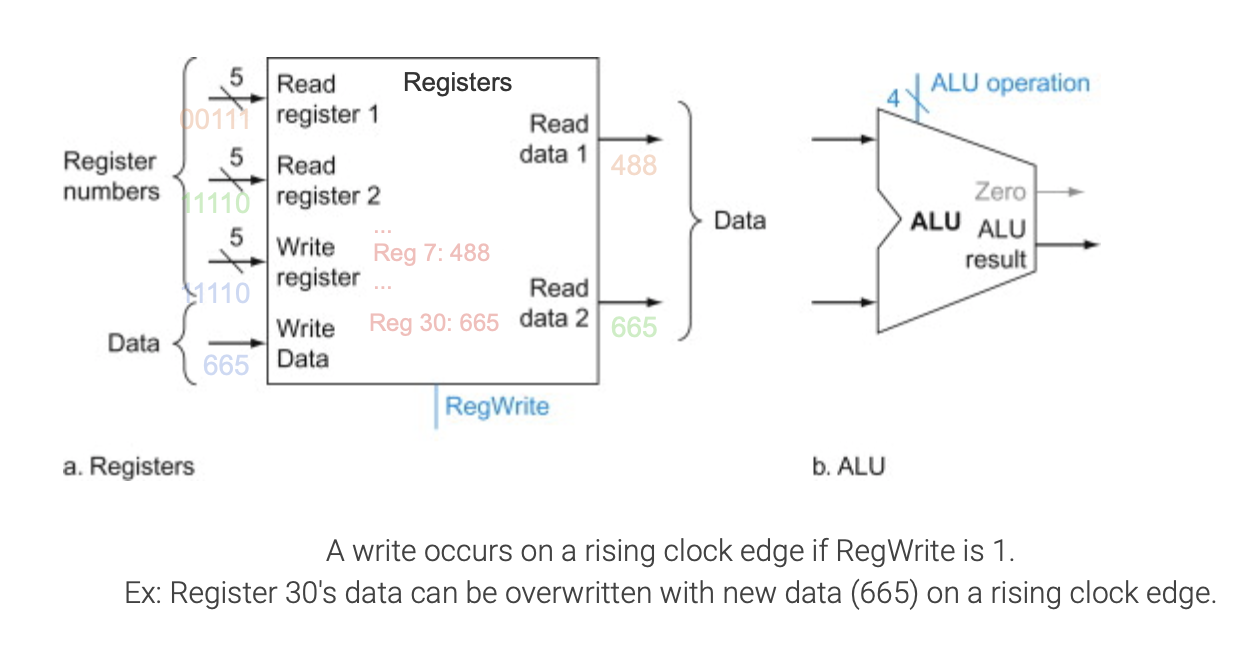 5
00111
Read
register 1
Registers
Read
data 1
488
Register
numbers
5
11110
Read
register 2
...
Reg 7: 488
...
5
11110
Write
register
Reg 30: 665
Read
data 2
665
Data
Data
665
Write
Data
RegWrite
a. Registers
4
ALU operation
Zero
ALU
ALU
result
b. ALU
A write occurs on a rising clock edge if RegWrite is 1.
Ex: Register 30's data can be overwritten with new data (665) on a rising clock edge.